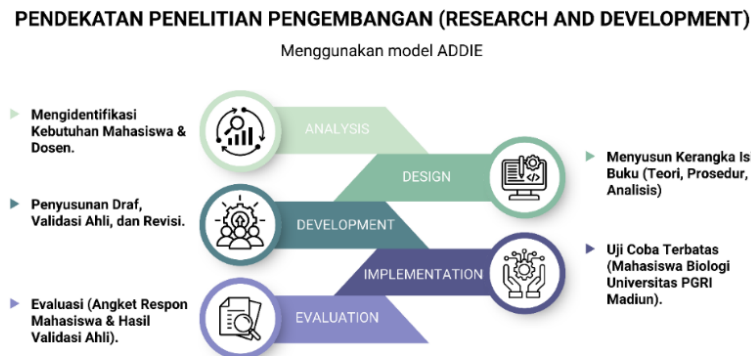 PENDEKATAN PENELITIAN PENGEMBANGAN (RESEARCH AND DEVELOPMENT)
Menggunakan model ADDIE
Mengidentifikasi
Kebutuhan Mahasiswa &
Dosen.
ANALYSIS
DESIGN
Menyusun Kerangka Is
Buku (Teori, Prosedur,
Analisis)
Penyusunan Draf,
Validasi Ahli, dan Revisi.
DEVELOPMENT
IMPLEMENTATION
Uji Coba Terbatas
(Mahasiswa Biologi
Universitas PGRI
Madiun).
Evaluasi (Angket Respon
Mahasiswa & Hasil
Validasi Ahli).
EVALUATION